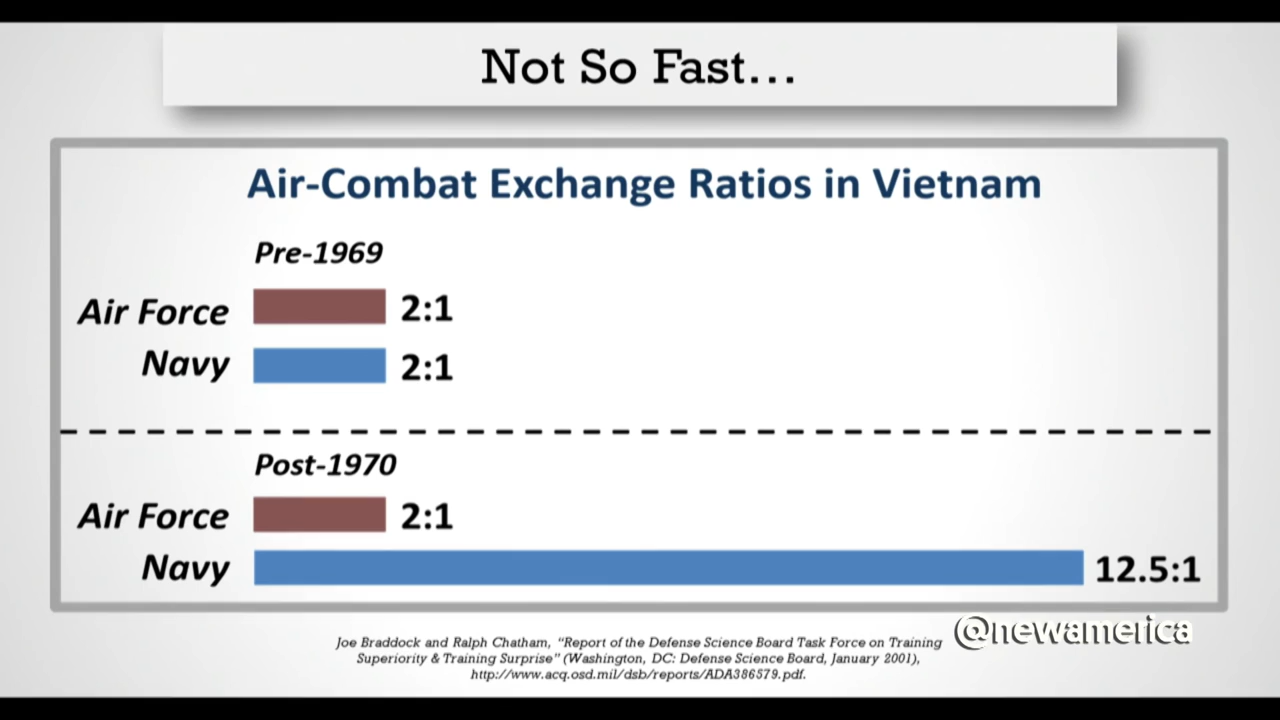 Not So Fast...
Air-Combat Exchange Ratios in Vietnam
Pre-1969
Air Force 2:1
Navy 2:1
Post-1970
Air Force 2:1
Navy 12.5:1
@newamerica
Joe Braddock and Ralph Chatham, “Report of the Defense Science Board Task Force on Training
Superiority & Training Surprise” (Washington, DC: Defense Science Board, January 2001),
http://www.acq.osd.mil/dsb/reports/ADA386579.pdf.